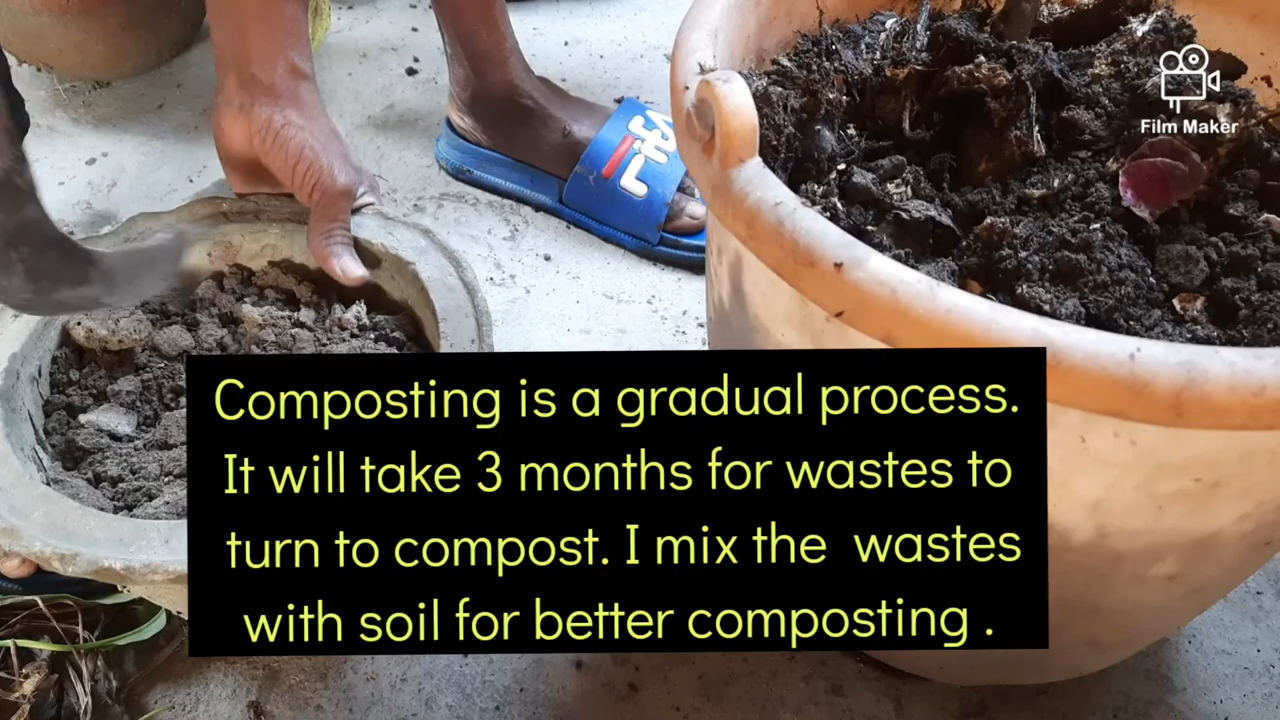 Film Maker
Composting is a gradual process.
It will take 3 months for wastes to
turn to compost. I mix the wastes
with soil for better composting .